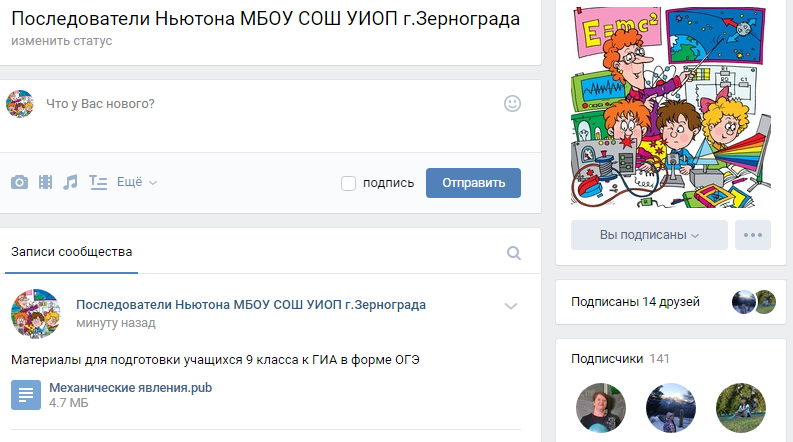 Последователи Ньютона МБОУ СОШ УИОП г.Зернограда
изменить статус
Что у Вас нового?
Ещё
подпись
Отправить
Записи сообщества
Последователи Ньютона МБОУ СОШ УИОП г.Зернограда
минуту назад
Материалы для подготовки учащихся 9 класса к ГИА в форме ОГЭ
Механические явления.pub
4.7 МБ
E=mc²
Вы подписаны
Подписаны 14 друзей
Подписчики 141